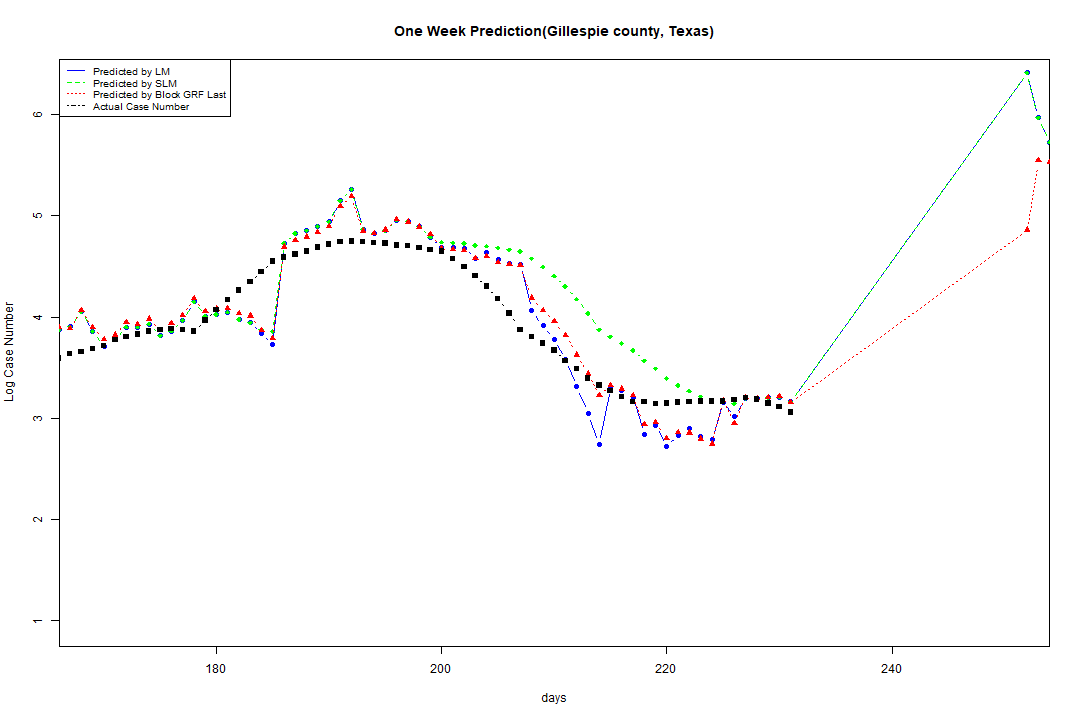 One Week Prediction(Gillespie county, Texas)
Predicted by LM
Predicted by SLM
Predicted by Block GRF Last
Actual Case Number
6
5
4
3
2
1
Log Case Number
180 200 220 240
days